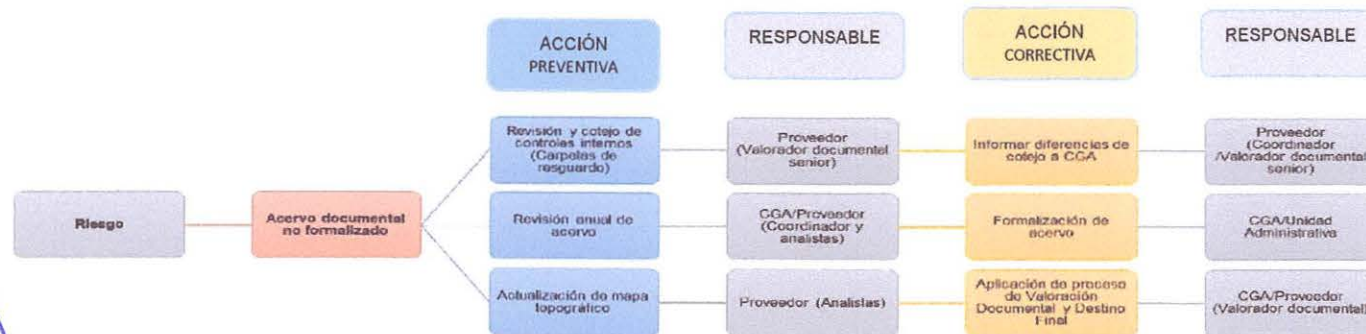 ACCIÓN
PREVENTIVA
RESPONSABLE
ACCIÓN
CORRECTIVA
RESPONSABLE
Riesgo
Acervo documental
no formalizado
Revisión y cotejo de
controles internos
(Carpetas de
resguardo)
Proveedor
(Valorador documental
senior)
Informar diferencias de
cotejo a CGA
Proveedor
(Coordinador
/Valorador documental
senior)
Revisión anual de
acervo
CGA/Proveedor
(Coordinador y
analistas)
Formalización de
acervo
CGA/Unidad
Administrativa
Actualización de mapa
topográfico
Proveedor (Analistas)
Aplicación de proceso
de Valoración
Documental y Destino
Final
CGA/Proveedor
(Valorador documental)